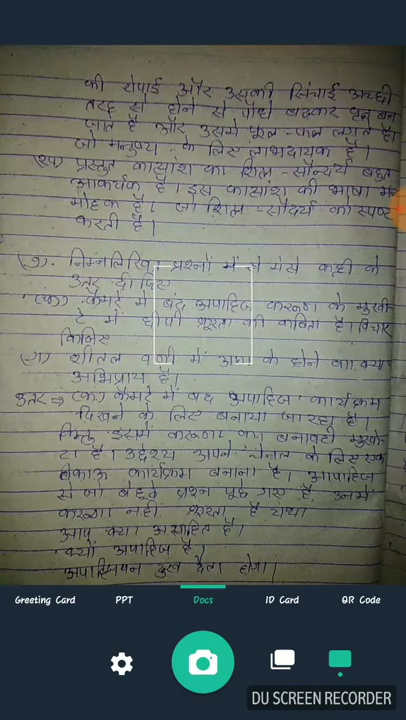 की रोपाई और उसकी सिंचाई अच्छी
तरह से होने से पौधे बढकर वृक्ष बन
जाते है और उसमे फूल-फल लगते है।
जो मनुष्य के लिए लाभदायक है।
प्रस्तुत काव्यांश का शिल्प-सौन्दर्य बहुत
आकर्षक है। इस काव्यांश की भाषा
मोहक है। जो शिल्प-सौंदर्य को स्पष्ट
करती है।
(७) निम्नलिखि प्रश्नों में से
उत्तर दीजिए
(क) कैमरे में बंद अपाहिज करूणा के मुखौ-
टे में छीपी क्रूरता की कविता है। विचार
किजिए
(ग) शीतल वाणी में आग के होने का क्या
अभिप्राय है।
उत्तर ⇒ (क) कैमरे में बंद अपाहिज कार्यक्रम
दिखाने के लिए बनाया जा रहा है
किन्तु इसमें करूणा का बनावटी मुखो-
टा है। उद्देश्य अपने चैनल के लिए एक
बिकाऊ कार्यक्रम बनाना है। अपाहिज
से जो बेहूदे प्रश्न पूछे गए है, उनमें
करूणा नहीं क्रूरता है यथा
आप क्या अपाहिज है।
क्यों अपाहिज है
अपाहिजपन दुख देता होगा।
Greeting Card PPT Docs ID Card QR Code
DU SCREEN RECORDER